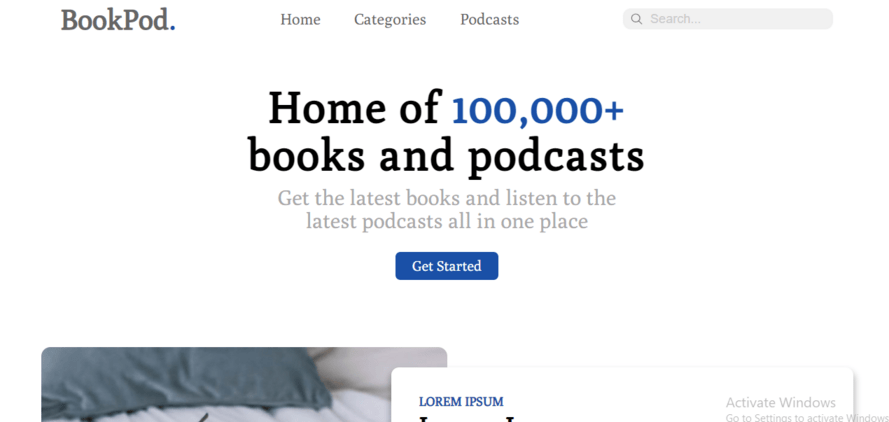 BookPod.
Home Categories Podcasts
Search...
Home of 100,000+
books and podcasts
Get the latest books and listen to the
latest podcasts all in one place
Get Started
LOREM IPSUM
Activate Windows
Go to Settings to activate Windows